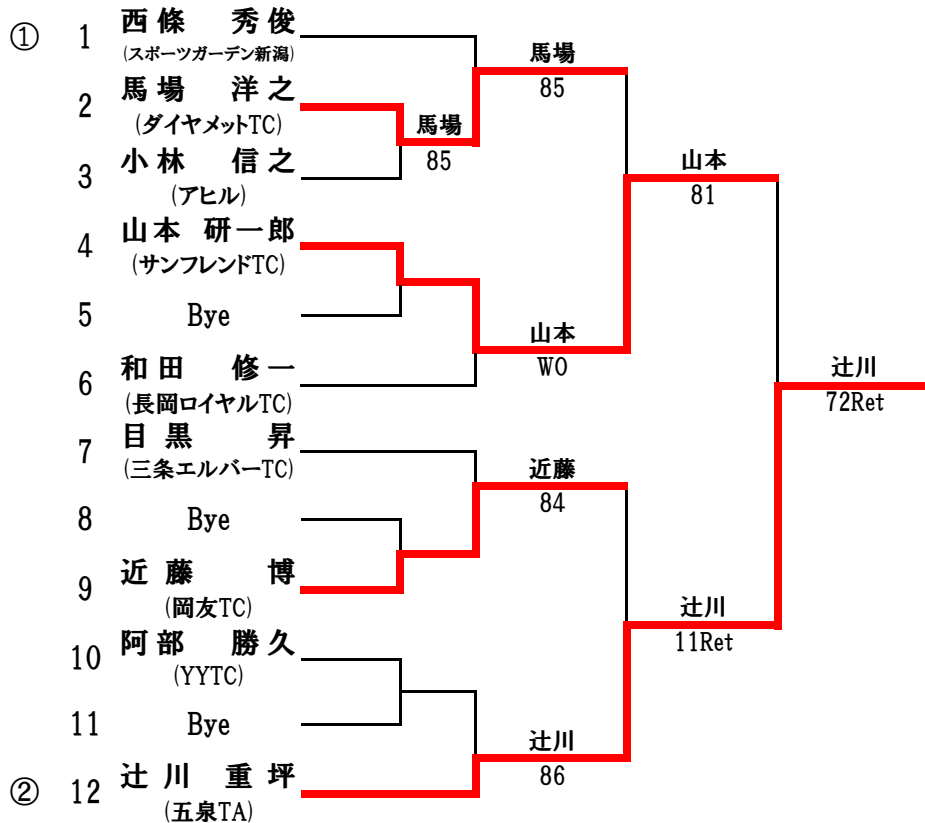 ① 1 西條 秀俊
(スポーツガーデン新潟)
2 馬場 洋之
(ダイヤメットTC)
3 小林 信之
(アヒル)
4 山本 研一郎
(サンフレンドTC)
5 Bye
6 和田 修一
(長岡ロイヤルTC)
7 目黒 昇
(三条エルバーTC)
8 Bye
9 近藤 博
(岡友TC)
10 阿部 勝久
(YYTC)
11 Bye
② 12 辻川 重坪
(五泉TA)
馬場
85
馬場
85
山本
WO
近藤
84
辻川
86
山本
81
辻川
11Ret
辻川
72Ret